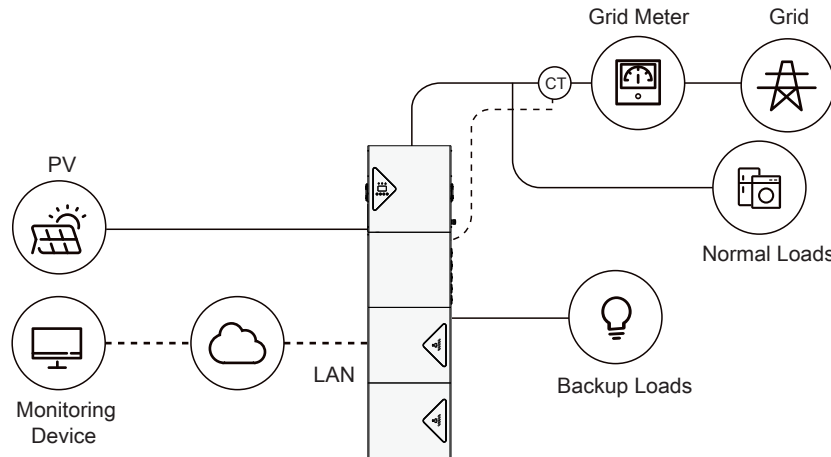 Grid Meter
Grid
CT
PV
Normal Loads
LAN
Backup Loads
Monitoring
Device